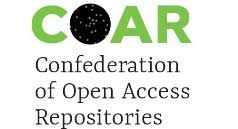 COAR
Confederation
of Open Access
Repositories